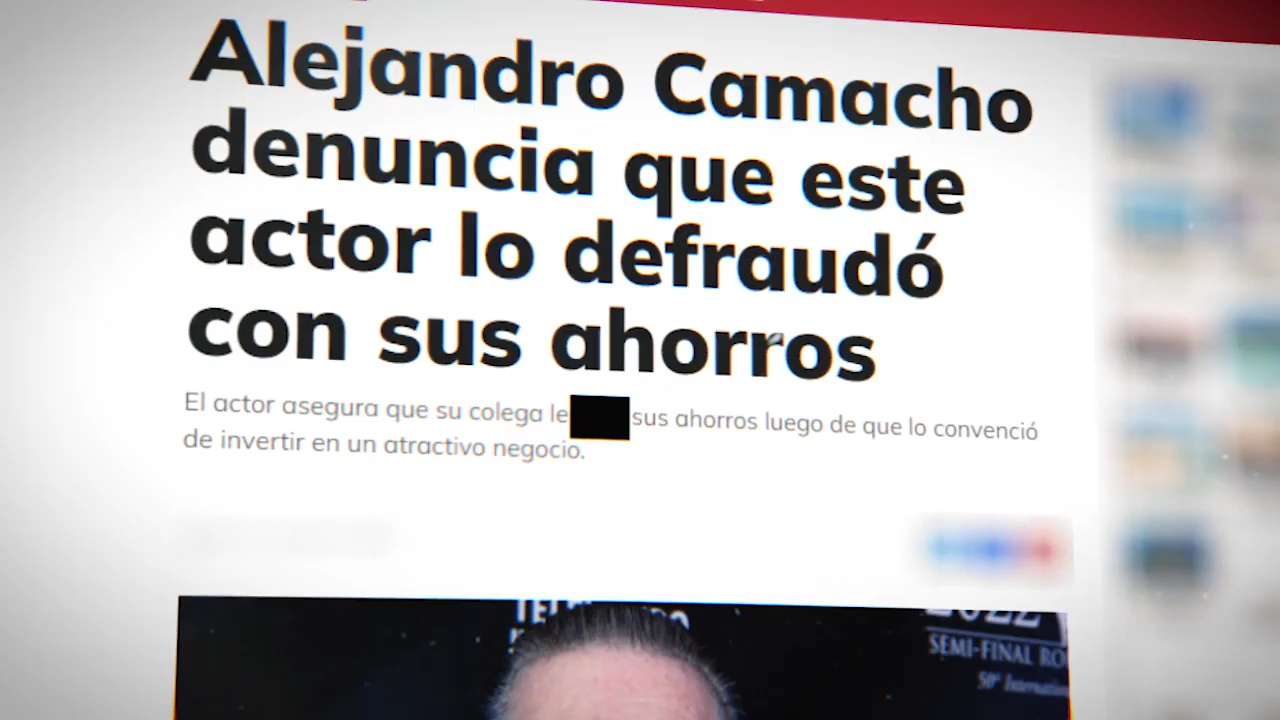 Alejandro Camacho
denuncia que este
actor lo defraudó
con sus ahorros
El actor asegura que su colega le sus ahorros luego de que lo convenció
de invertir en un atractivo negocio.
SEMI-FINAL
50th